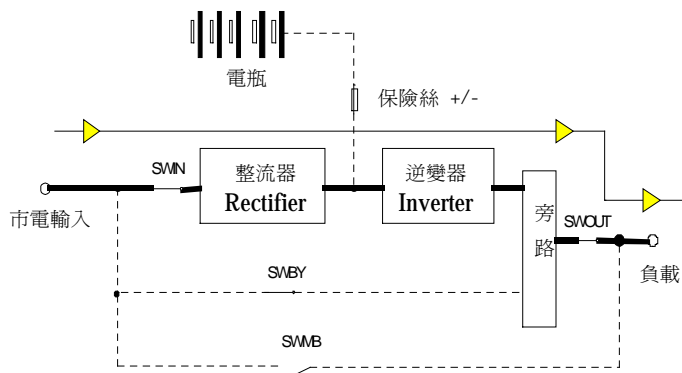 電瓶
保險絲 +/-
SWIN
整流器
Rectifier
逆變器
Inverter
市電輸入
旁路
SWOUT
負載
SWBY
SWMB